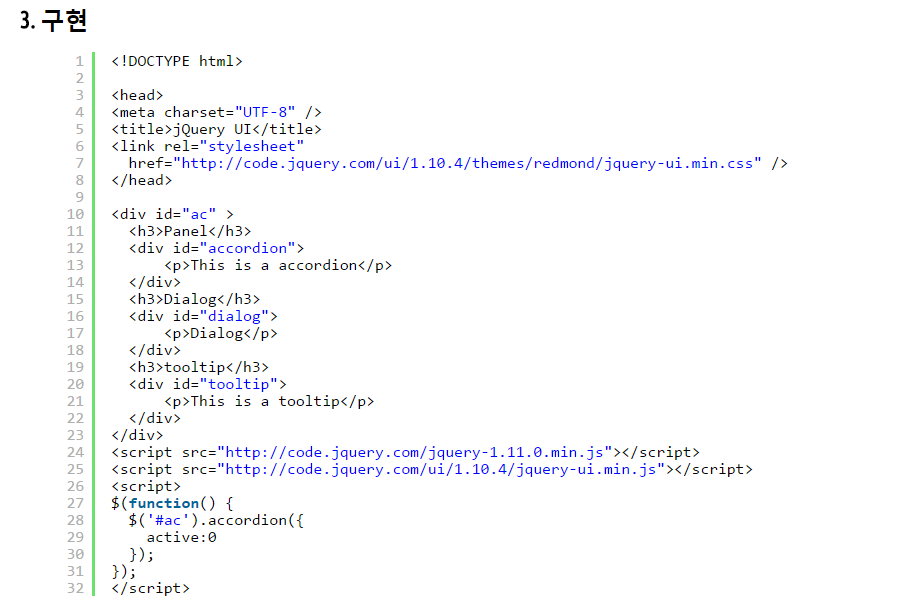 3. 구현
1 <!DOCTYPE html>
2
3 <head>
4 <meta charset="UTF-8" />
5 <title>jQuery UI</title>
6 <link rel="stylesheet"
7   href="http://code.jquery.com/ui/1.10.4/themes/redmond/jquery-ui.min.css" />
8 </head>
9
10 <div id="ac" >
11   <h3>Panel</h3>
12   <div id="accordion">
13       <p>This is a accordion</p>
14   </div>
15   <h3>Dialog</h3>
16   <div id="dialog">
17       <p>Dialog</p>
18   </div>
19   <h3>tooltip</h3>
20   <div id="tooltip">
21       <p>This is a tooltip</p>
22   </div>
23 </div>
24 <script src="http://code.jquery.com/jquery-1.11.0.min.js"></script>
25 <script src="http://code.jquery.com/ui/1.10.4/jquery-ui.min.js"></script>
26 <script>
27 $(function() {
28   $('#ac').accordion({
29     active:0
30   });
31 });
32 </script>